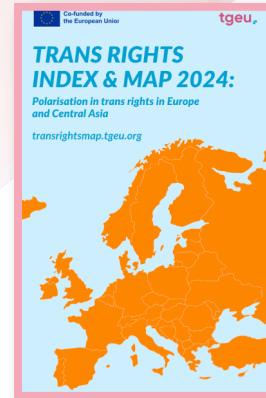 Co-funded by
the European Union
tgeu
TRANS RIGHTS
INDEX & MAP 2024:
Polarisation in trans rights in Europe
and Central Asia
transrightsmap.tgeu.org